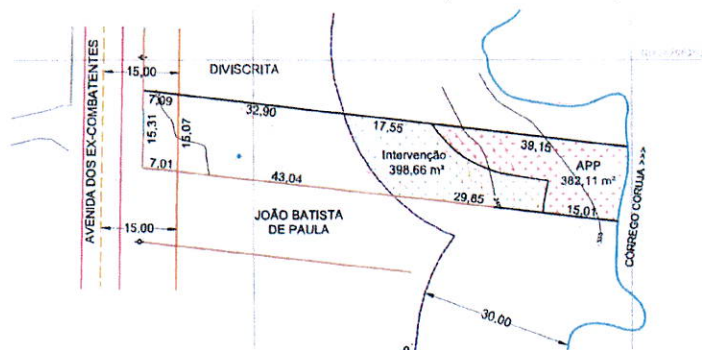 AVENIDA DOS EX-COMBATENTES
15,00
DIVISCRITA
7,09
32,90
17,55
39,15
15,31
15,07
Intervenção
398,66 m²
APP
382,11 m²
7,01
43,04
29,85
15,01
JOÃO BATISTA
DE PAULA
15,00
CÓRREGO CORUJA >>>
30,00